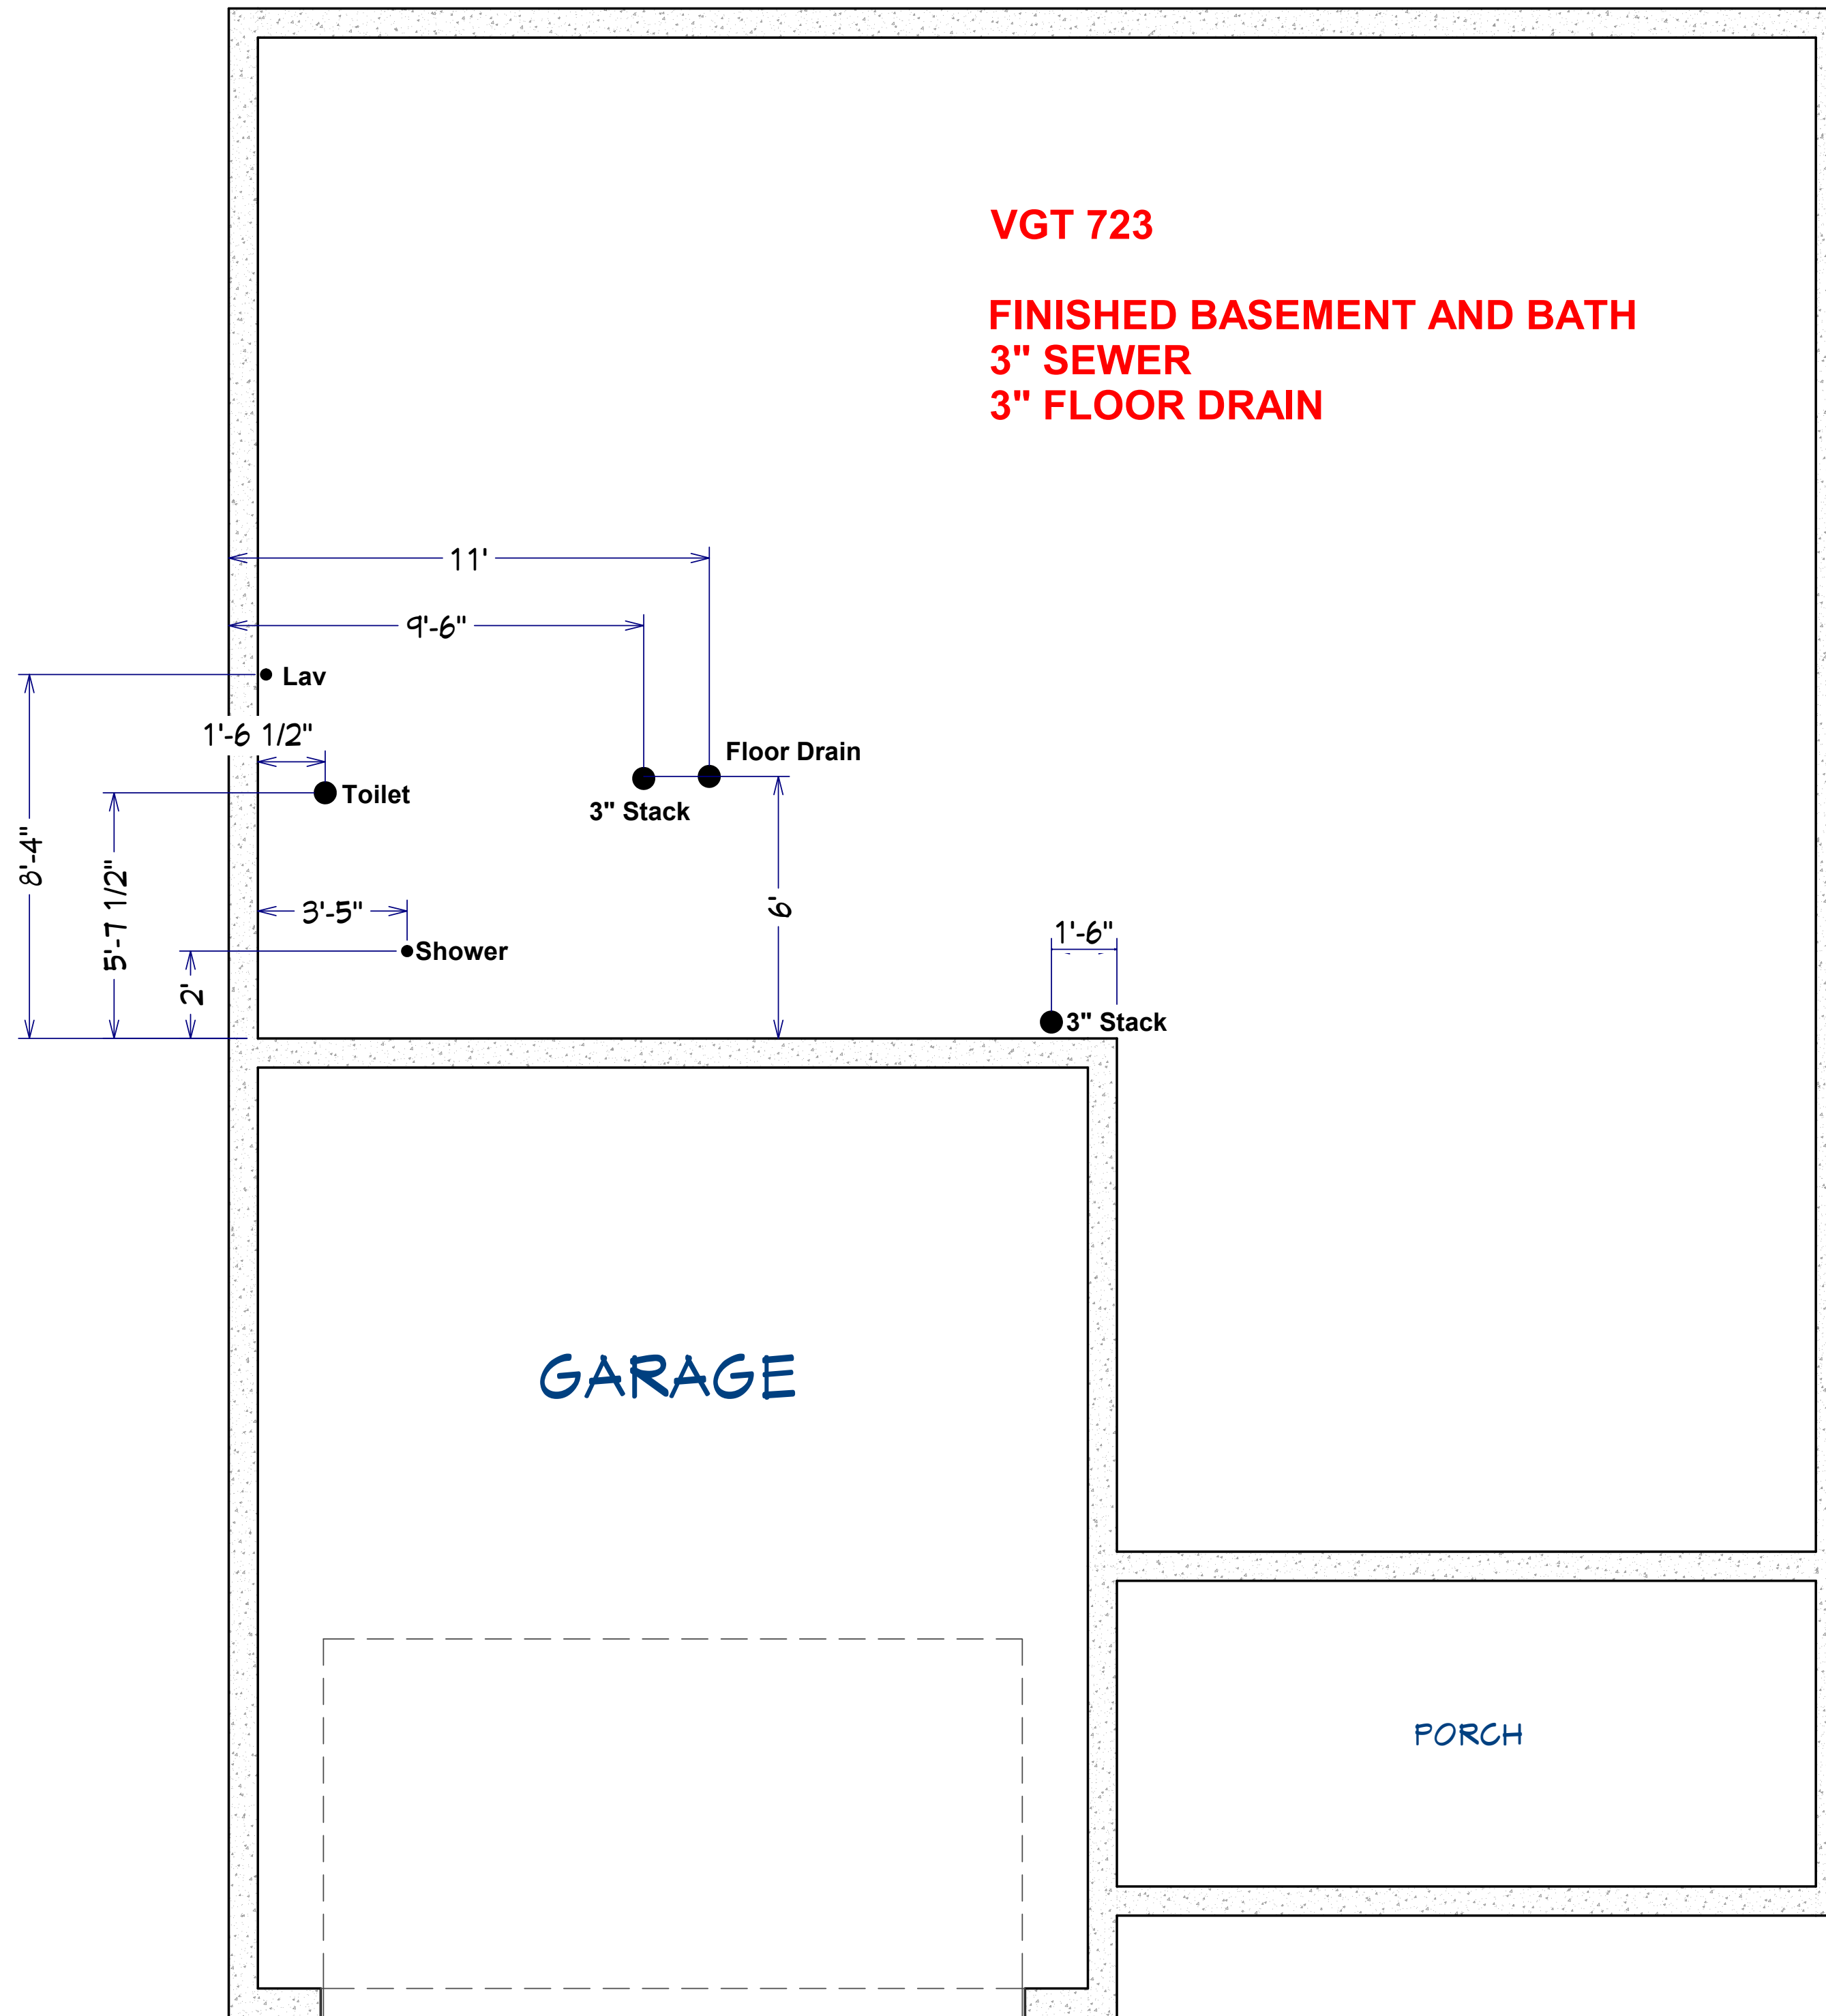 VGT 723
FINISHED BASEMENT AND BATH
3" SEWER
3" FLOOR DRAIN
11'
9'-6"
Lav
1'-6 1/2"
Floor Drain
Toilet
3" Stack
8'-4"
5'-7 1/2"
3'-5"
6'
1'-6"
Shower
2'
3" Stack
GARAGE
PORCH